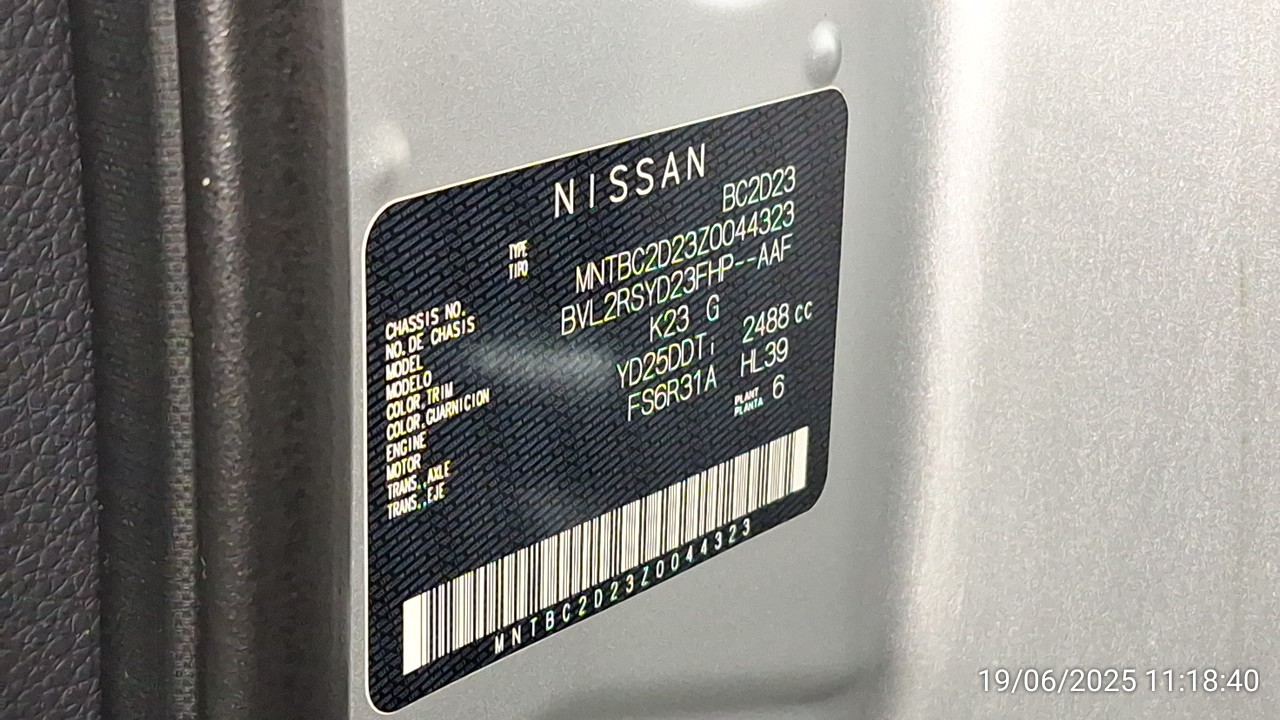 NISSAN
TYPE BC2D23
TIPO
CHASSIS NO. MNTBC2D23Z0044323
NO. DE CHASIS
MODEL BVL2RSYD23FHP--AAF
MODELO
COLOR,TRIM K23 G
COLOR,GUARNICION
ENGINE YD25DDTi 2488 cc
MOTOR
TRANS.,AXLE FS6R31A HL39
TRANS.,EJE
PLANT 6
PLANTA
MNTBC2D23Z0044323
19/06/2025 11:18:40